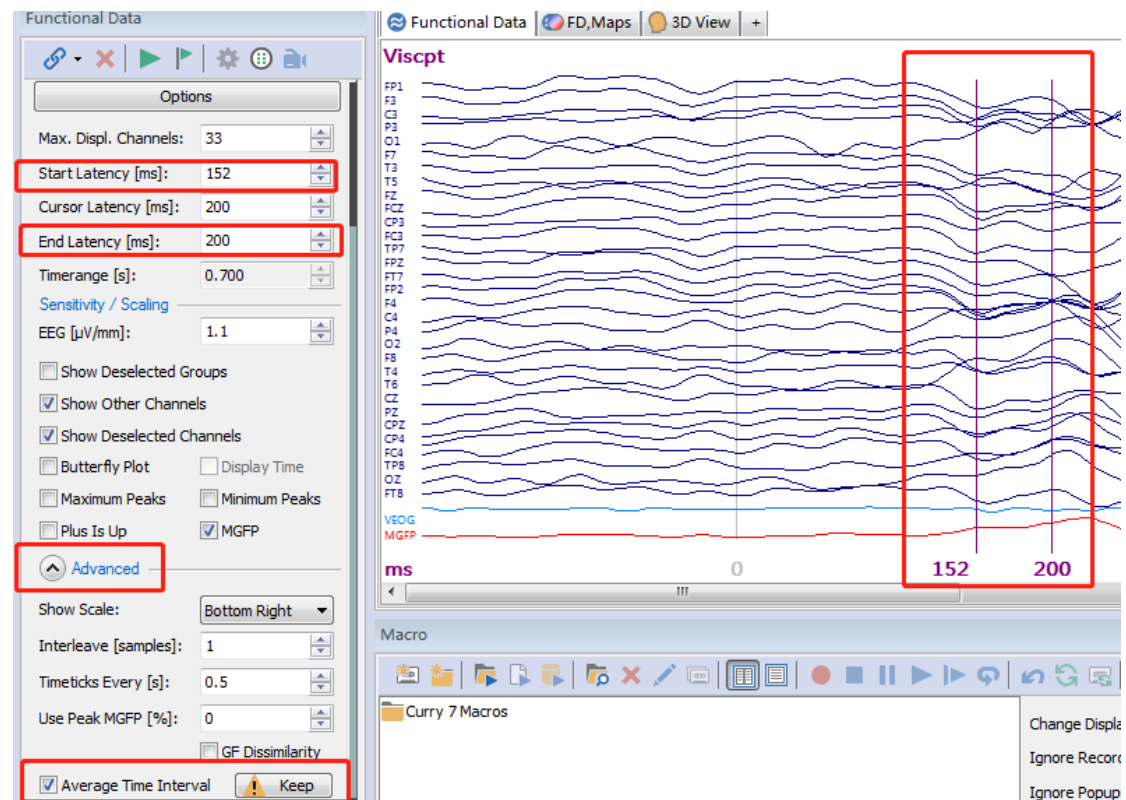 Functional Data
Options
Max. Displ. Channels: 33
Start Latency [ms]: 152
Cursor Latency [ms]: 200
End Latency [ms]: 200
Timerange [s]: 0.700
Sensitivity / Scaling
EEG [µV/mm]: 1.1
Show Deselected Groups
Show Other Channels
Show Deselected Channels
Butterfly Plot Display Time
Maximum Peaks Minimum Peaks
Plus Is Up MGFP
Advanced
Show Scale: Bottom Right
Interleave [samples]: 1
Timeticks Every [s]: 0.5
Use Peak MGFP [%]: 0
GF Dissimilarity
Average Time Interval Keep
Functional Data FD,Maps 3D View +
Viscpt
FP1
F3
C3
P3
O1
F7
T3
T5
FZ
FCZ
CP3
FC3
TP7
FPZ
FT7
FP2
F4
C4
P4
O2
F8
T4
T6
CZ
PZ
CPZ
CP4
FC4
TP8
OZ
FT8
VEOG
MGFP
ms 0 152 200
Macro
Curry 7 Macros
Change Displa
Ignore Record
Ignore Popup